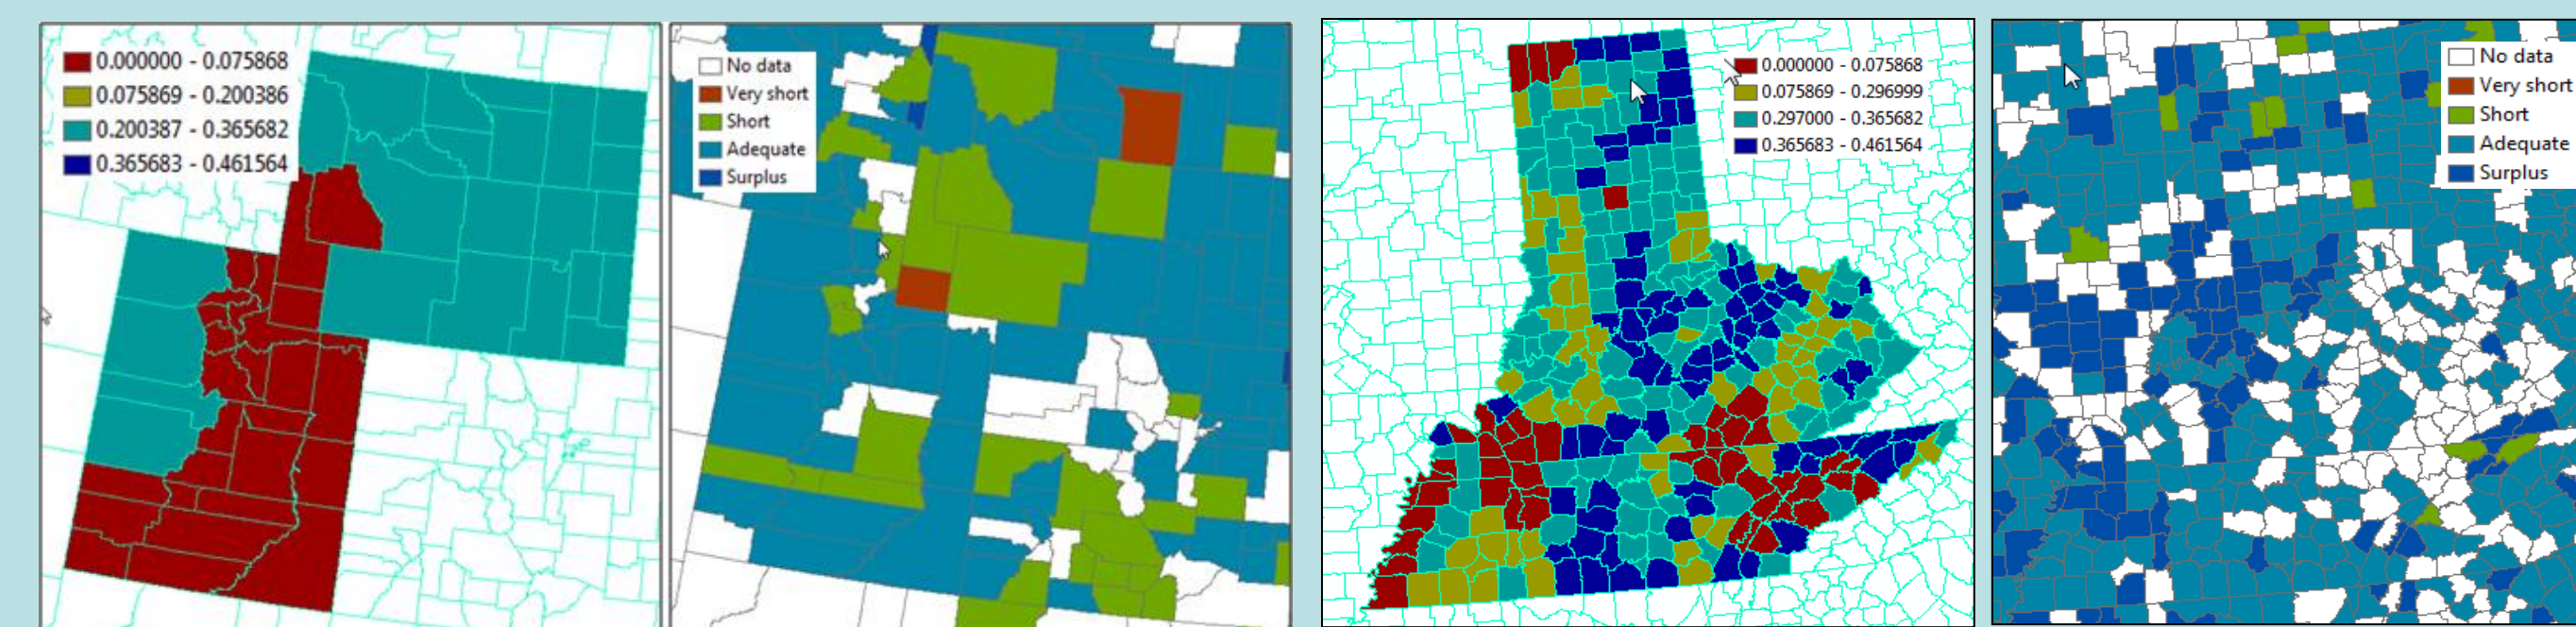 0.000000 - 0.075868
0.075869 - 0.200386
0.200387 - 0.365682
0.365683 - 0.461564
No data
Very short
Short
Adequate
Surplus
0.000000 - 0.075868
0.075869 - 0.296999
0.297000 - 0.365682
0.365683 - 0.461564
No data
Very short
Short
Adequate
Surplus